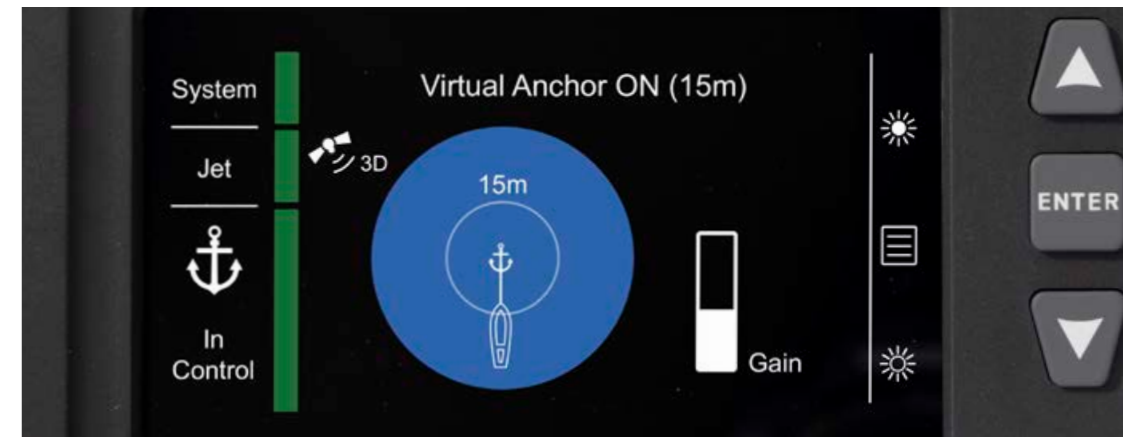 System
Jet
In
Control
Virtual Anchor ON (15m)
3D
15m
Gain
ENTER